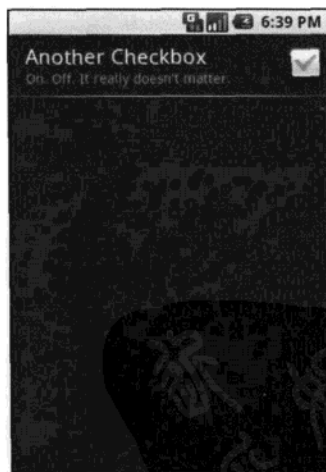 6:39 PM
Another Checkbox
On. Off. It really doesn't matter.